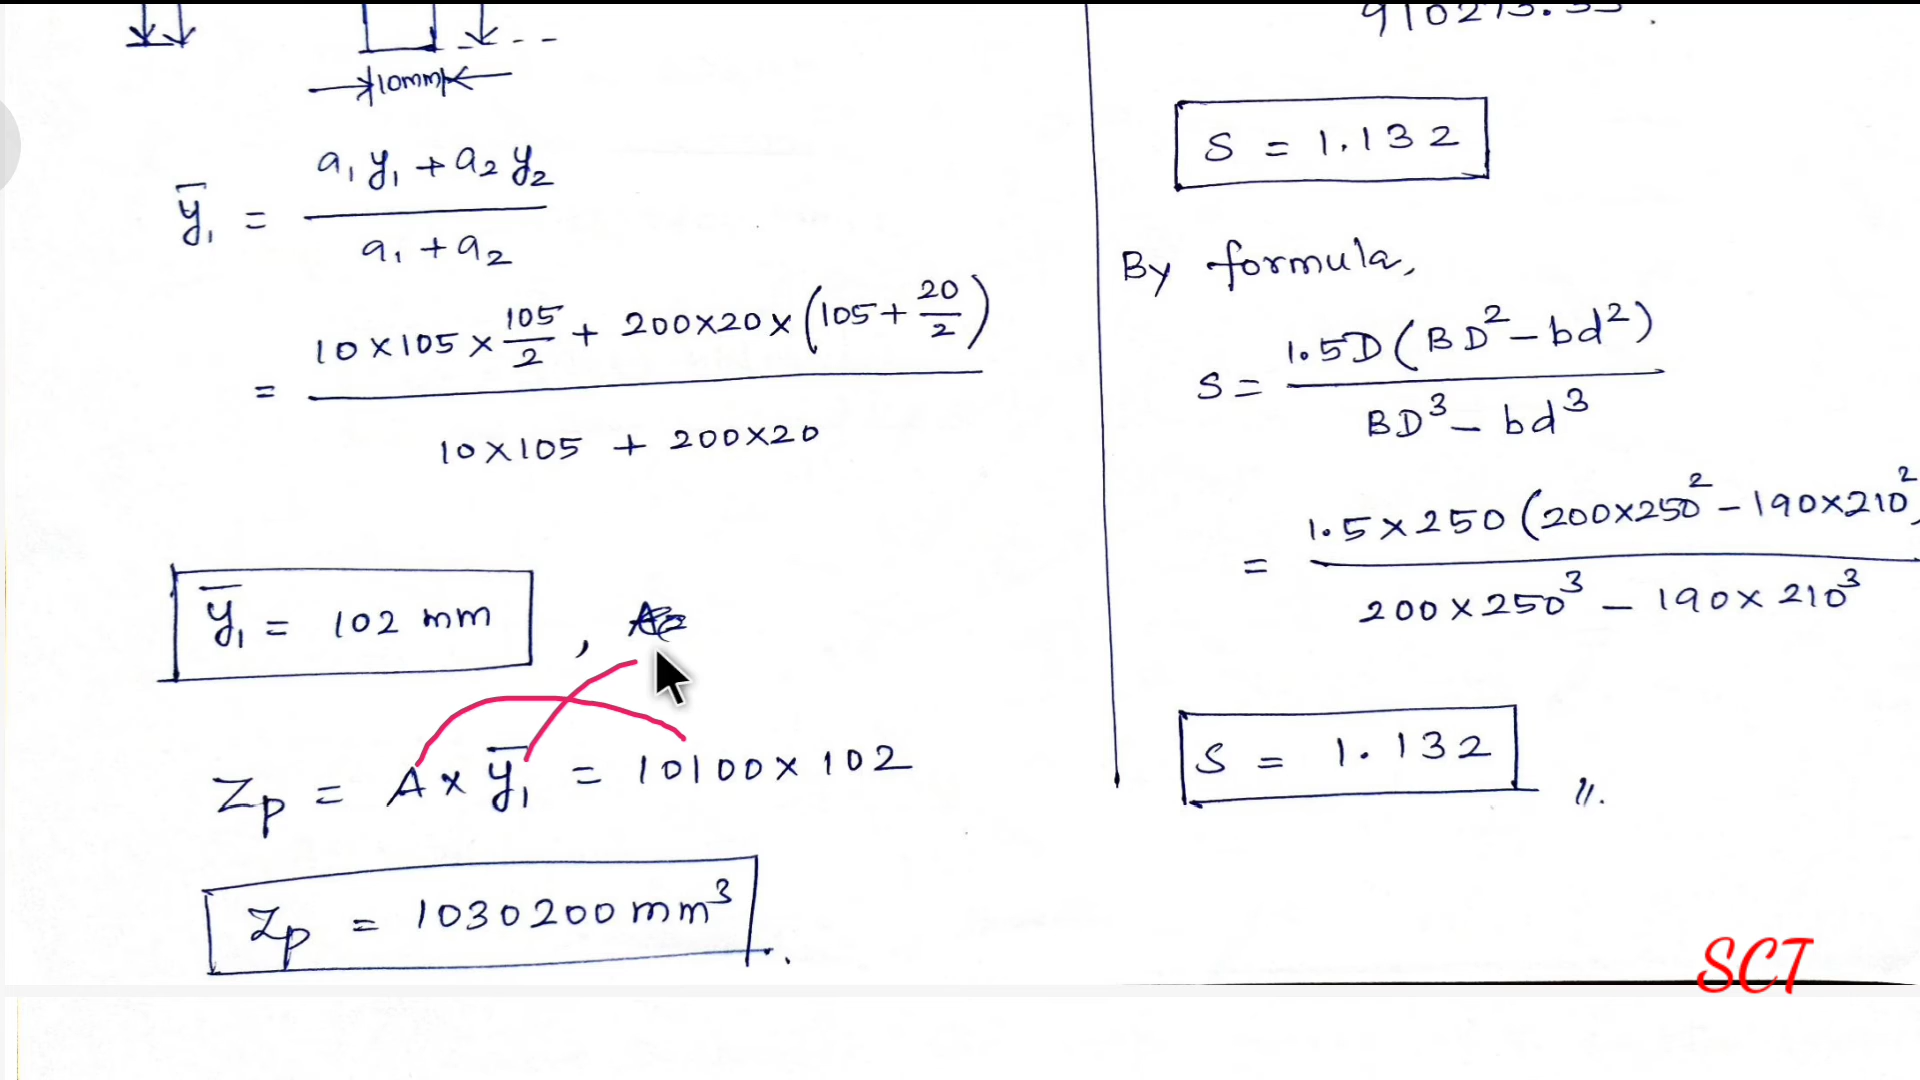 10mm
ȳ₁ = (a₁y₁ + a₂y₂) / (a₁ + a₂)
= (10 × 105 × 105/2 + 200×20 × (105 + 20/2)) / (10×105 + 200×20)
ȳ₁ = 102 mm ,
Zp = A × ȳ₁ = 10100 × 102
Zp = 1030200 mm³.
S = 1.132
By formula,
S = 1.5D (BD² – bd²) / (BD³ – bd³)
= 1.5 × 250 (200×250² – 190×210² / (200 × 250³ – 190 × 210³)
S = 1.132 //.
SCT